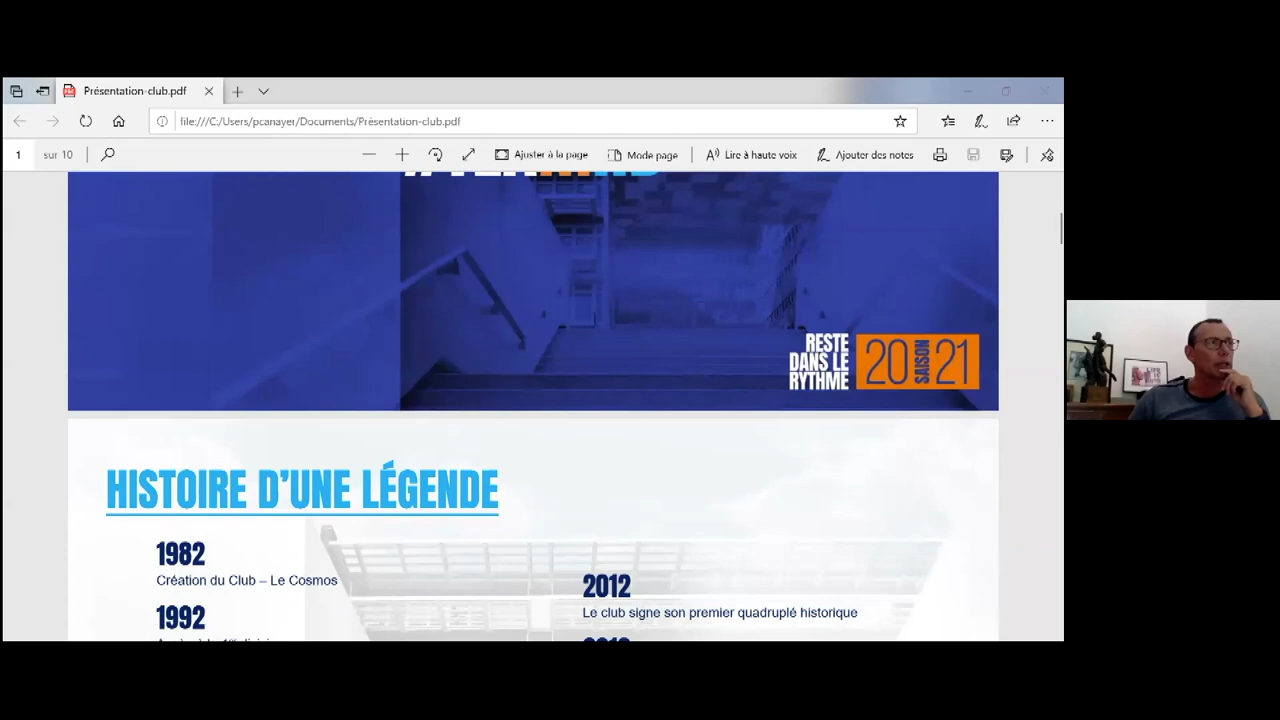 Présentation-club.pdf
file:///C:/Users/pcanayer/Documents/Présentation-club.pdf
1 sur 10
Ajuster à la page
Mode page
Lire à haute voix
Ajouter des notes
RESTE
DANS LE
RYTHME
20 SAISON 21
HISTOIRE D'UNE LÉGENDE
1982
Création du Club – Le Cosmos
1992
2012
Le club signe son premier quadruplé historique